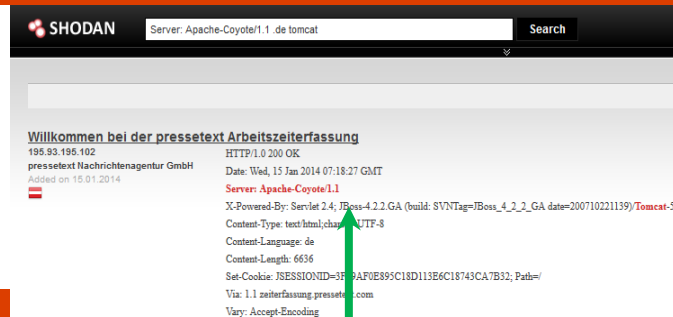 SHODAN
Server: Apache-Coyote/1.1 .de tomcat
Search
Willkommen bei der pressetext Arbeitszeiterfassung
195.93.195.102
pressetext Nachrichtenagentur GmbH
Added on 15.01.2014
HTTP/1.0 200 OK
Date: Wed, 15 Jan 2014 07:18:27 GMT
Server: Apache-Coyote/1.1
X-Powered-By: Servlet 2.4; JBoss-4.2.2.GA (build: SVNTag=JBoss_4_2_2_GA date=200710221139)/Tomcat-5
Content-Type: text/html;cha UTF-8
Content-Language: de
Content-Length: 6636
Set-Cookie: 9AF0E895C18D113E6C18743CA7B32; Path=/
Via: 1.1 zeiterfassung.pressetext.com
Vary: Accept-Encoding